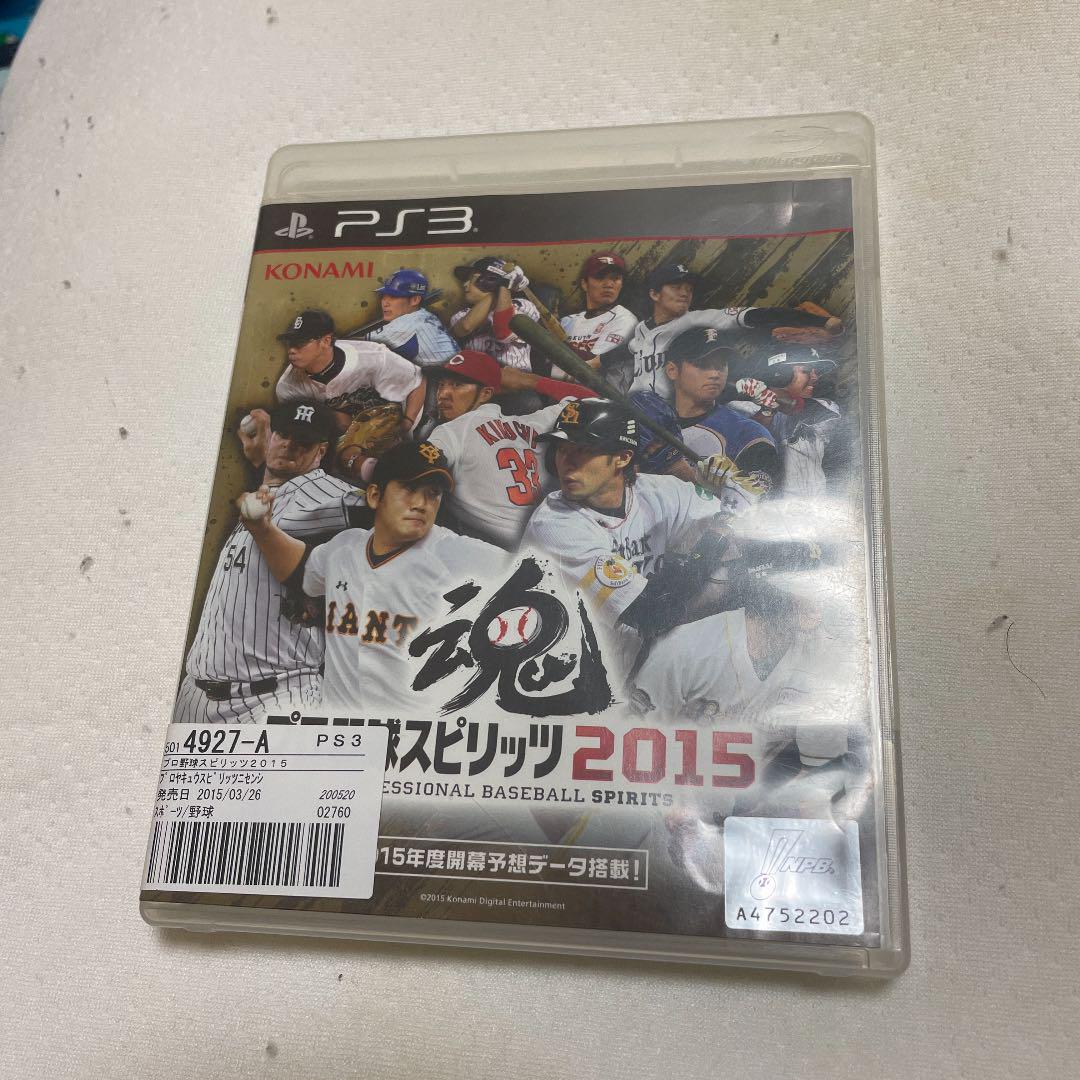 PS3
KONAMI
KIKUCHI
33
54
GIANTS
魂
プロ野球スピリッツ2015
ESSIONAL BASEBALL SPIRITS
015年度開幕予想データ搭載!
©2015 Konami Digital Entertainment
NPB.
A4752202
501 4927-A PS3
プロ野球スピリッツ2015
プロヤキュウスピリッツニセンシ
発売日 2015/03/26 200520
スポーツ/野球 02760